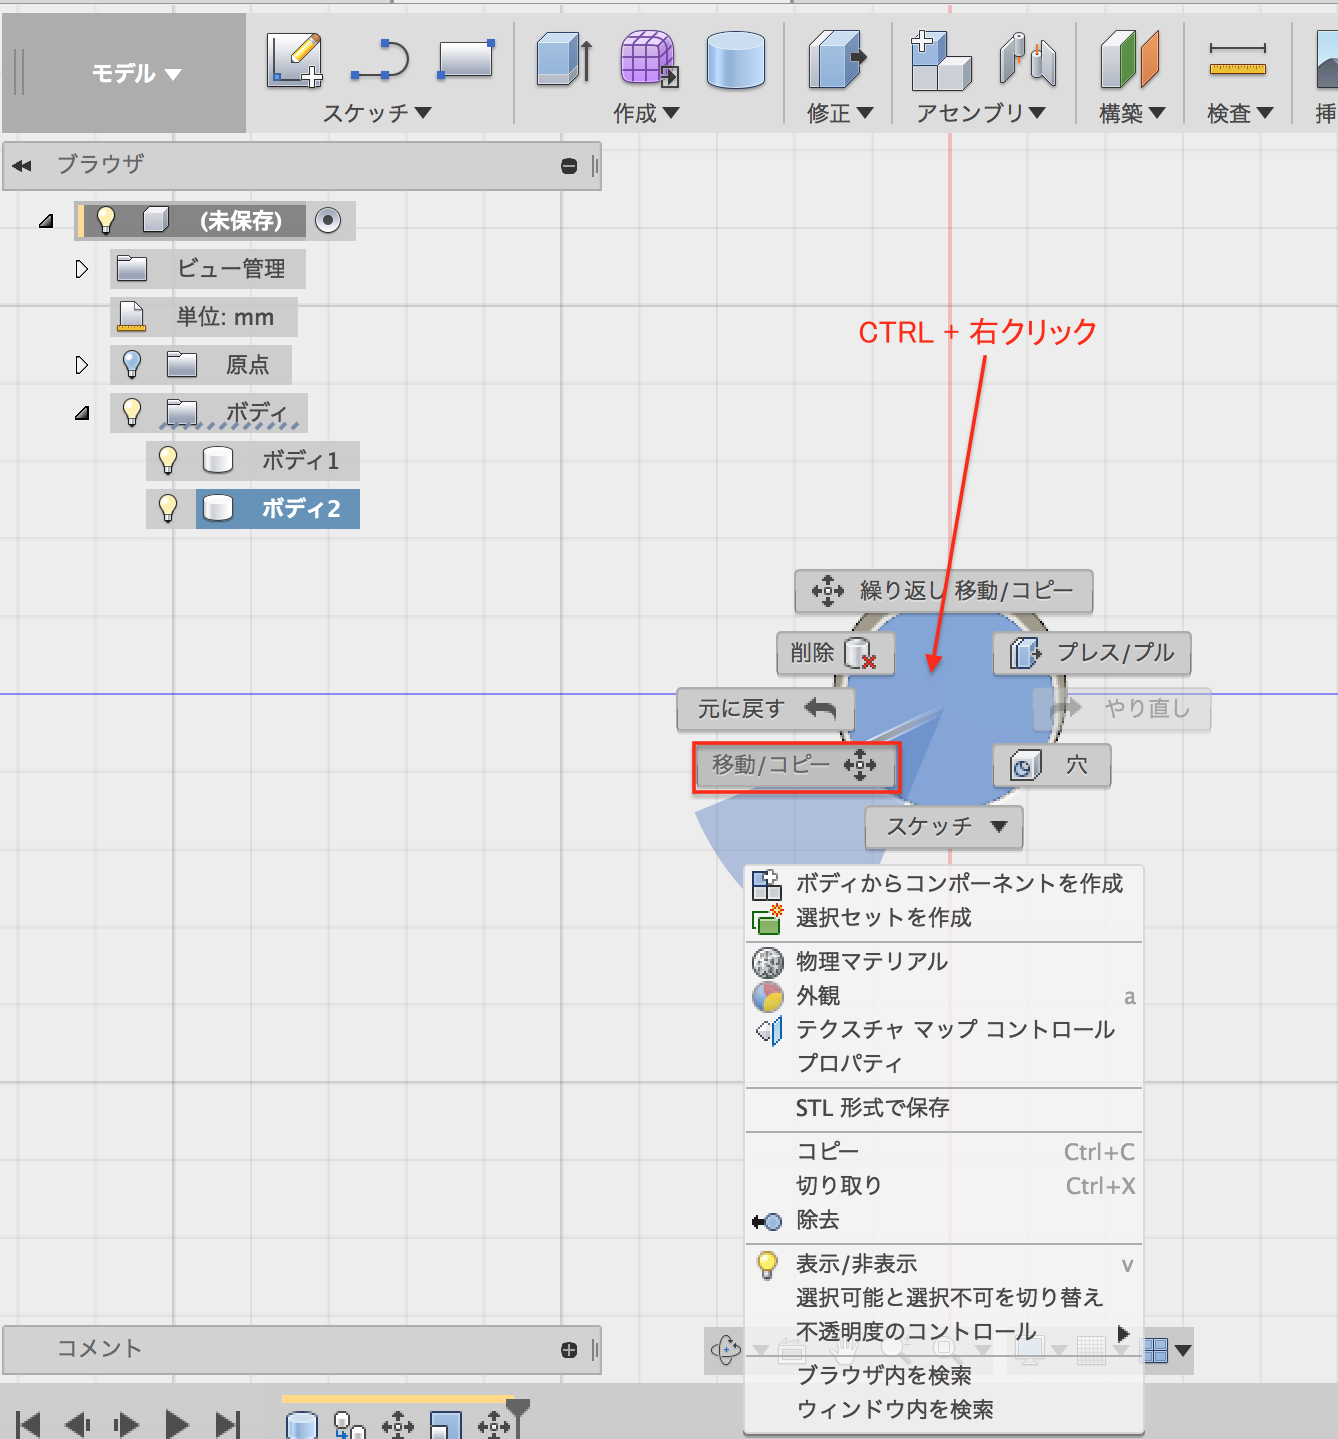 モデル
スケッチ
作成
修正
アセンブリ
構築
検査
挿
ブラウザ
(未保存)
ビュー管理
単位: mm
原点
ボディ
ボディ1
ボディ2
CTRL + 右クリック
繰り返し 移動/コピー
削除
プレス/プル
元に戻す
やり直し
移動/コピー
穴
スケッチ
ボディからコンポーネントを作成
選択セットを作成
物理マテリアル
外観 a
テクスチャ マップ コントロール
プロパティ
STL 形式で保存
コピー Ctrl+C
切り取り Ctrl+X
除去
表示/非表示 v
選択可能と選択不可を切り替え
不透明度のコントロール
ブラウザ内を検索
ウィンドウ内を検索
コメント